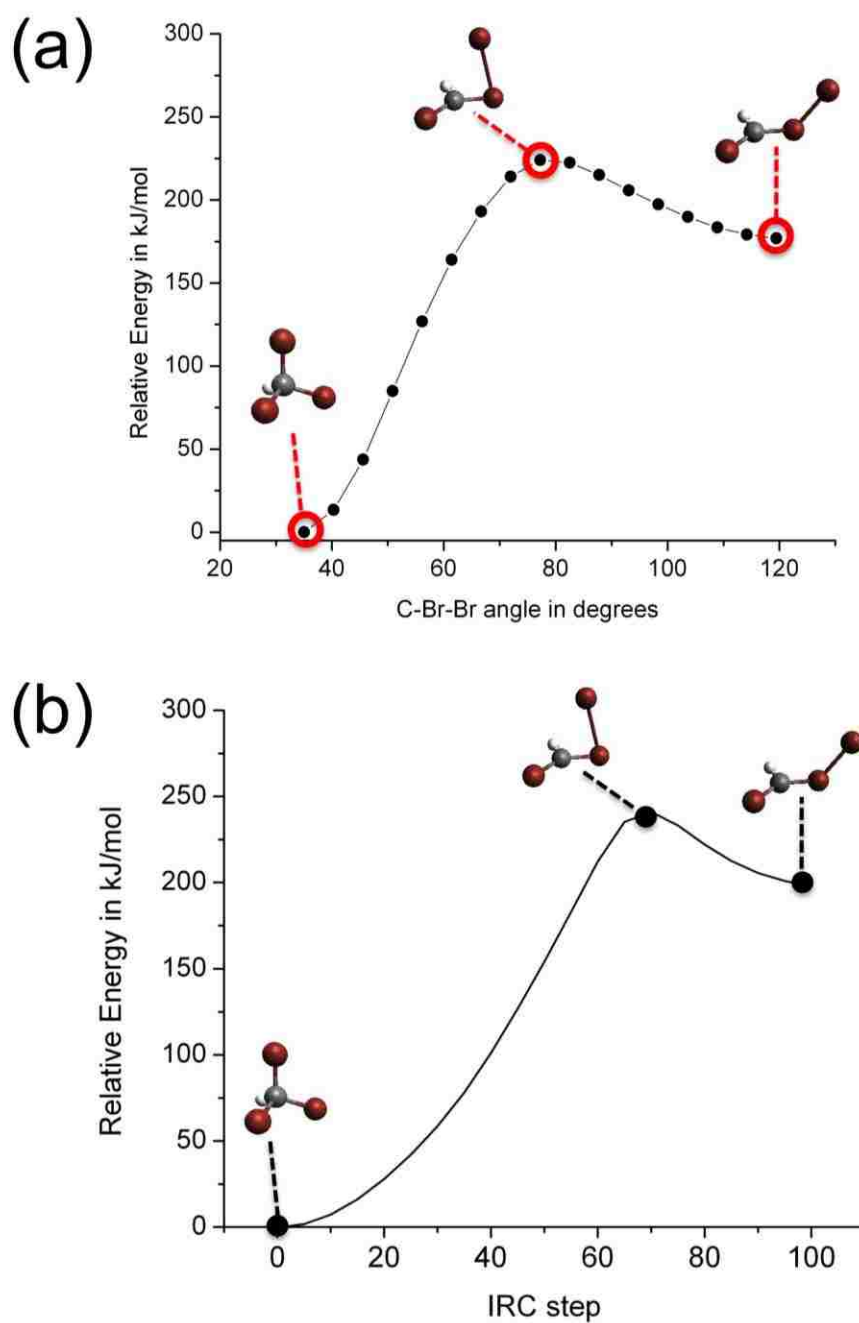 (a)
Relative Energy in kJ/mol
300
250
200
150
100
50
0
20 40 60 80 100 120
C-Br-Br angle in degrees
(b)
Relative Energy in kJ/mol
300
250
200
150
100
50
0
0 20 40 60 80 100
IRC step